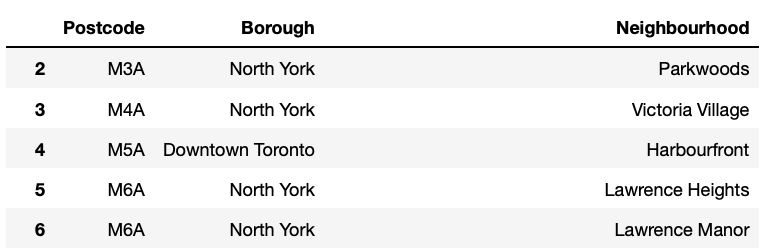 Postcode Borough Neighbourhood
2 M3A North York Parkwoods
3 M4A North York Victoria Village
4 M5A Downtown Toronto Harbourfront
5 M6A North York Lawrence Heights
6 M6A North York Lawrence Manor